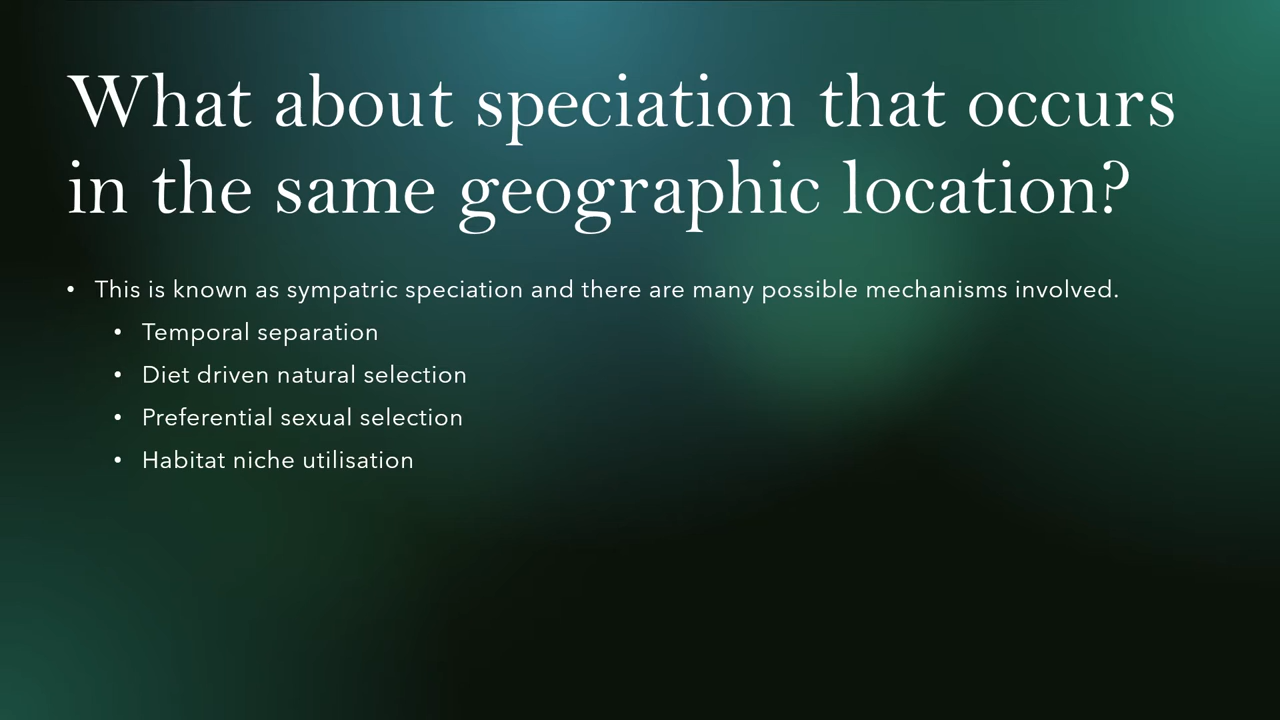 What about speciation that occurs
in the same geographic location?
• This is known as sympatric speciation and there are many possible mechanisms involved.
• Temporal separation
• Diet driven natural selection
• Preferential sexual selection
• Habitat niche utilisation